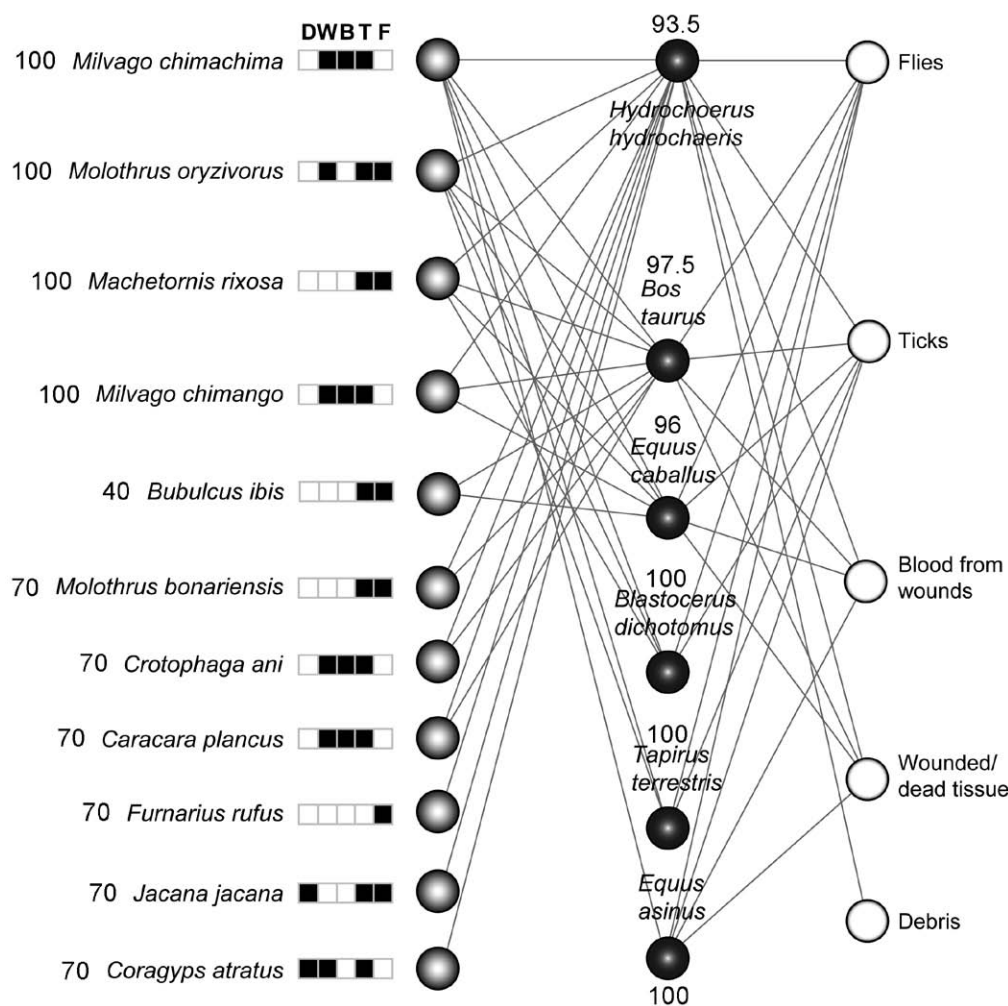 D W B T F
100 Milvago chimachima
100 Molothrus oryzivorus
100 Machetornis rixosa
100 Milvago chimango
40 Bubulcus ibis
70 Molothrus bonariensis
70 Crotophaga ani
70 Caracara plancus
70 Furnarius rufus
70 Jacana jacana
70 Coragyps atratus
93.5
Hydrochoerus
hydrochaeris
97.5
Bos
taurus
96
Equus
caballus
100
Blastocerus
dichotomus
100
Tapirus
terrestris
Equus
asinus
100
Flies
Ticks
Blood from
wounds
Wounded/
dead tissue
Debris